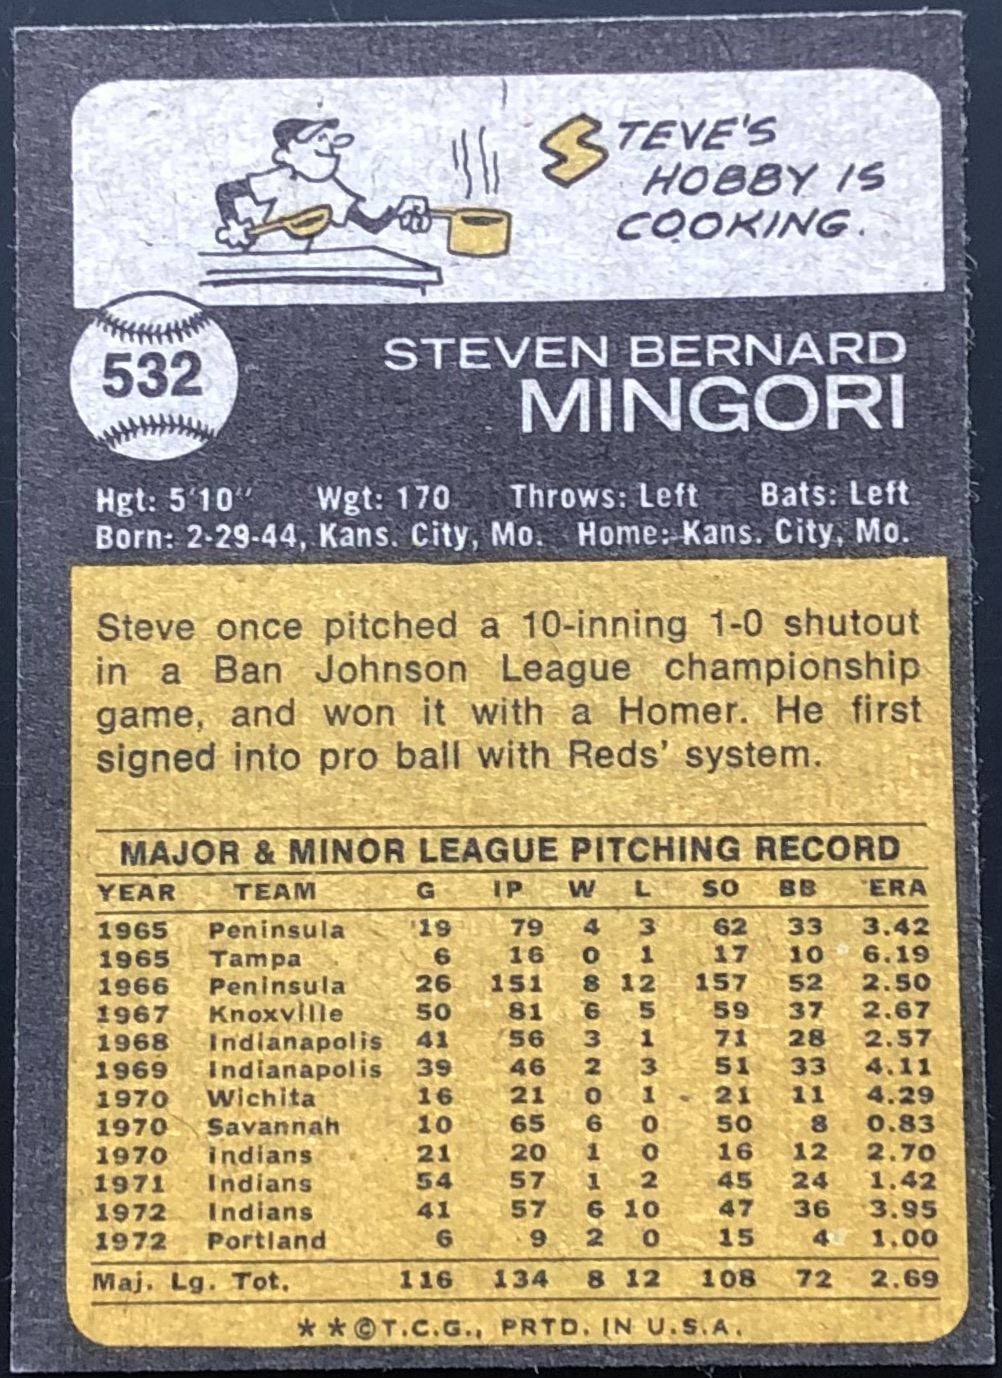 STEVE'S
HOBBY IS
COOKING.
532
STEVEN BERNARD
MINGORI
Hgt: 5'10" Wgt: 170 Throws: Left Bats: Left
Born: 2-29-44, Kans. City, Mo. Home: Kans. City, Mo.
Steve once pitched a 10-inning 1-0 shutout
in a Ban Johnson League championship
game, and won it with a Homer. He first
signed into pro ball with Reds' system.
MAJOR & MINOR LEAGUE PITCHING RECORD
YEAR TEAM G IP W L SO BB ERA
1965 Peninsula 19 79 4 3 62 33 3.42
1965 Tampa 6 16 0 1 17 10 6.19
1966 Peninsula 26 151 8 12 157 52 2.50
1967 Knoxville 50 81 6 5 59 37 2.67
1968 Indianapolis 41 56 3 1 71 28 2.57
1969 Indianapolis 39 46 2 3 51 33 4.11
1970 Wichita 16 21 0 1 21 11 4.29
1970 Savannah 10 65 6 0 50 8 0.83
1970 Indians 21 20 1 0 16 12 2.70
1971 Indians 54 57 1 2 45 24 1.42
1972 Indians 41 57 6 10 47 36 3.95
1972 Portland 6 9 2 0 15 4 1.00
Maj. Lg. Tot. 116 134 8 12 108 72 2.69
**©T.C.G., PRTD. IN U.S.A.